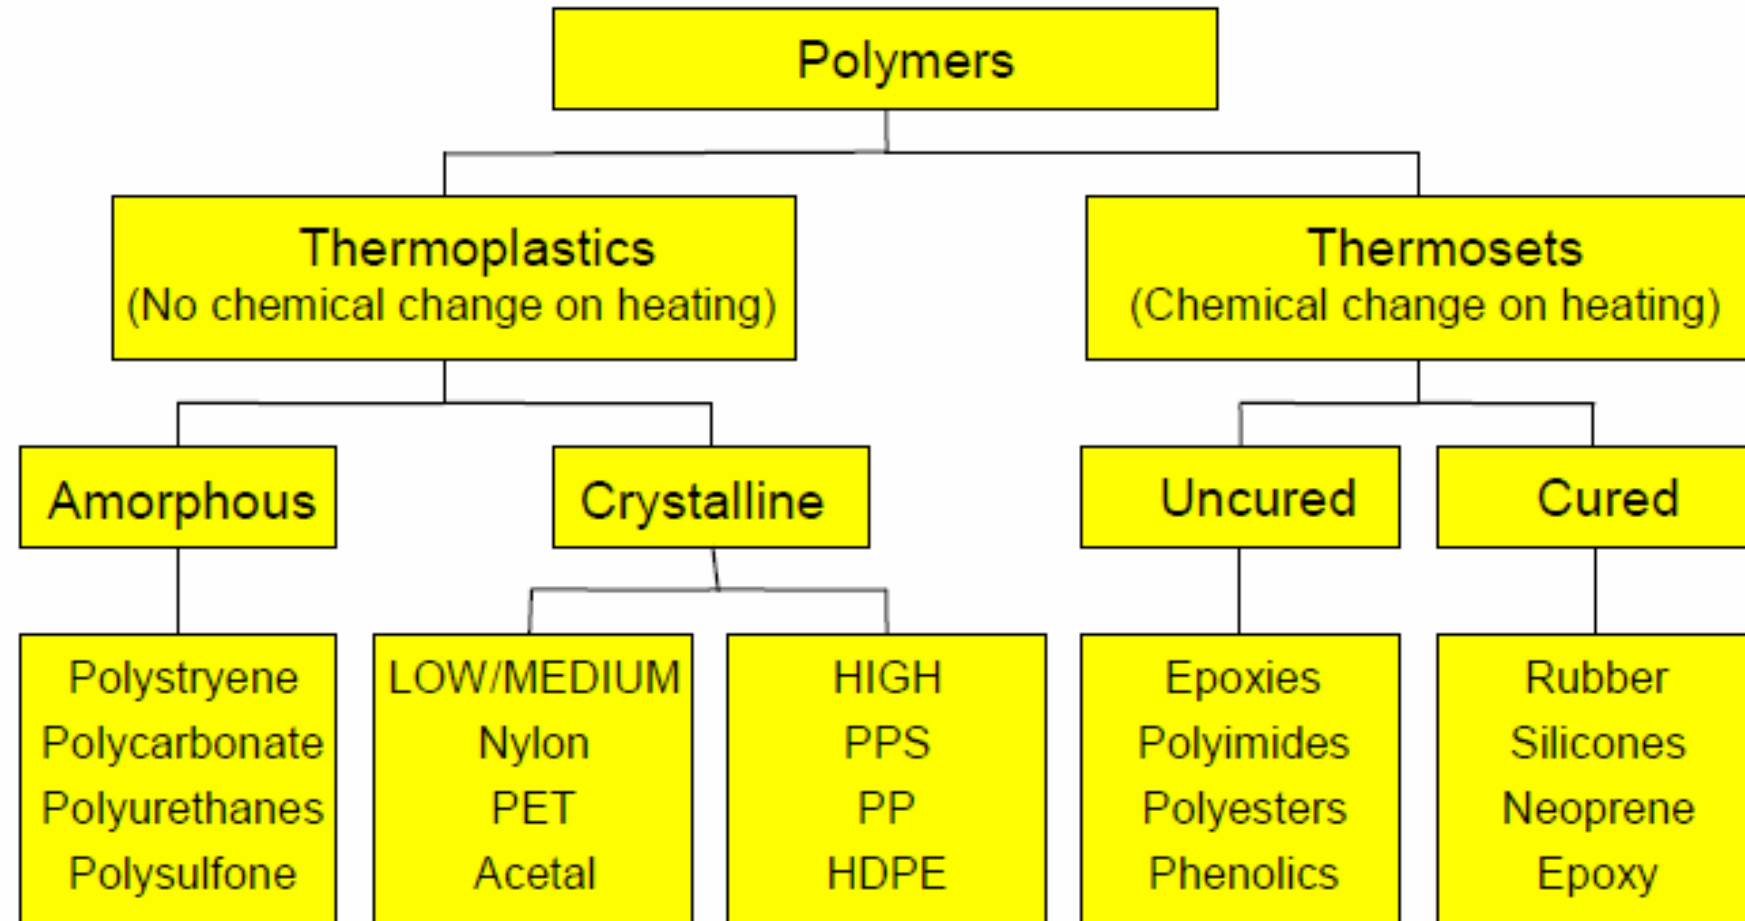 Polymers
Thermoplastics
(No chemical change on heating)
Thermosets
(Chemical change on heating)
Amorphous
Crystalline
Uncured
Cured
Polystryene
Polycarbonate
Polyurethanes
Polysulfone
LOW/MEDIUM
Nylon
PET
Acetal
HIGH
PPS
PP
HDPE
Epoxies
Polyimides
Polyesters
Phenolics
Rubber
Silicones
Neoprene
Epoxy